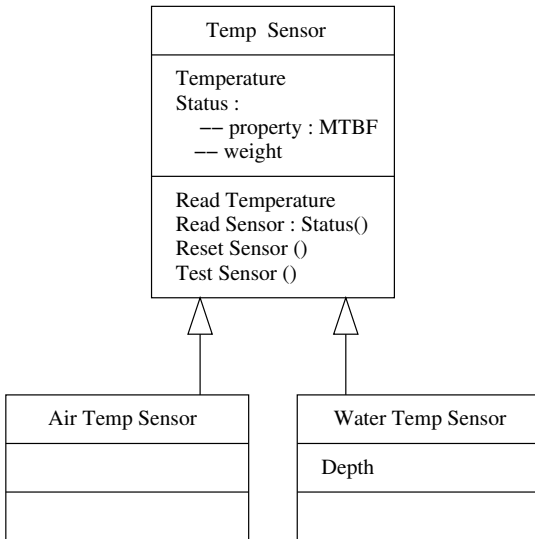 Temp Sensor
Temperature
Status :
-- property : MTBF
-- weight
Read Temperature
Read Sensor : Status()
Reset Sensor ()
Test Sensor ()
Air Temp Sensor
Water Temp Sensor
Depth